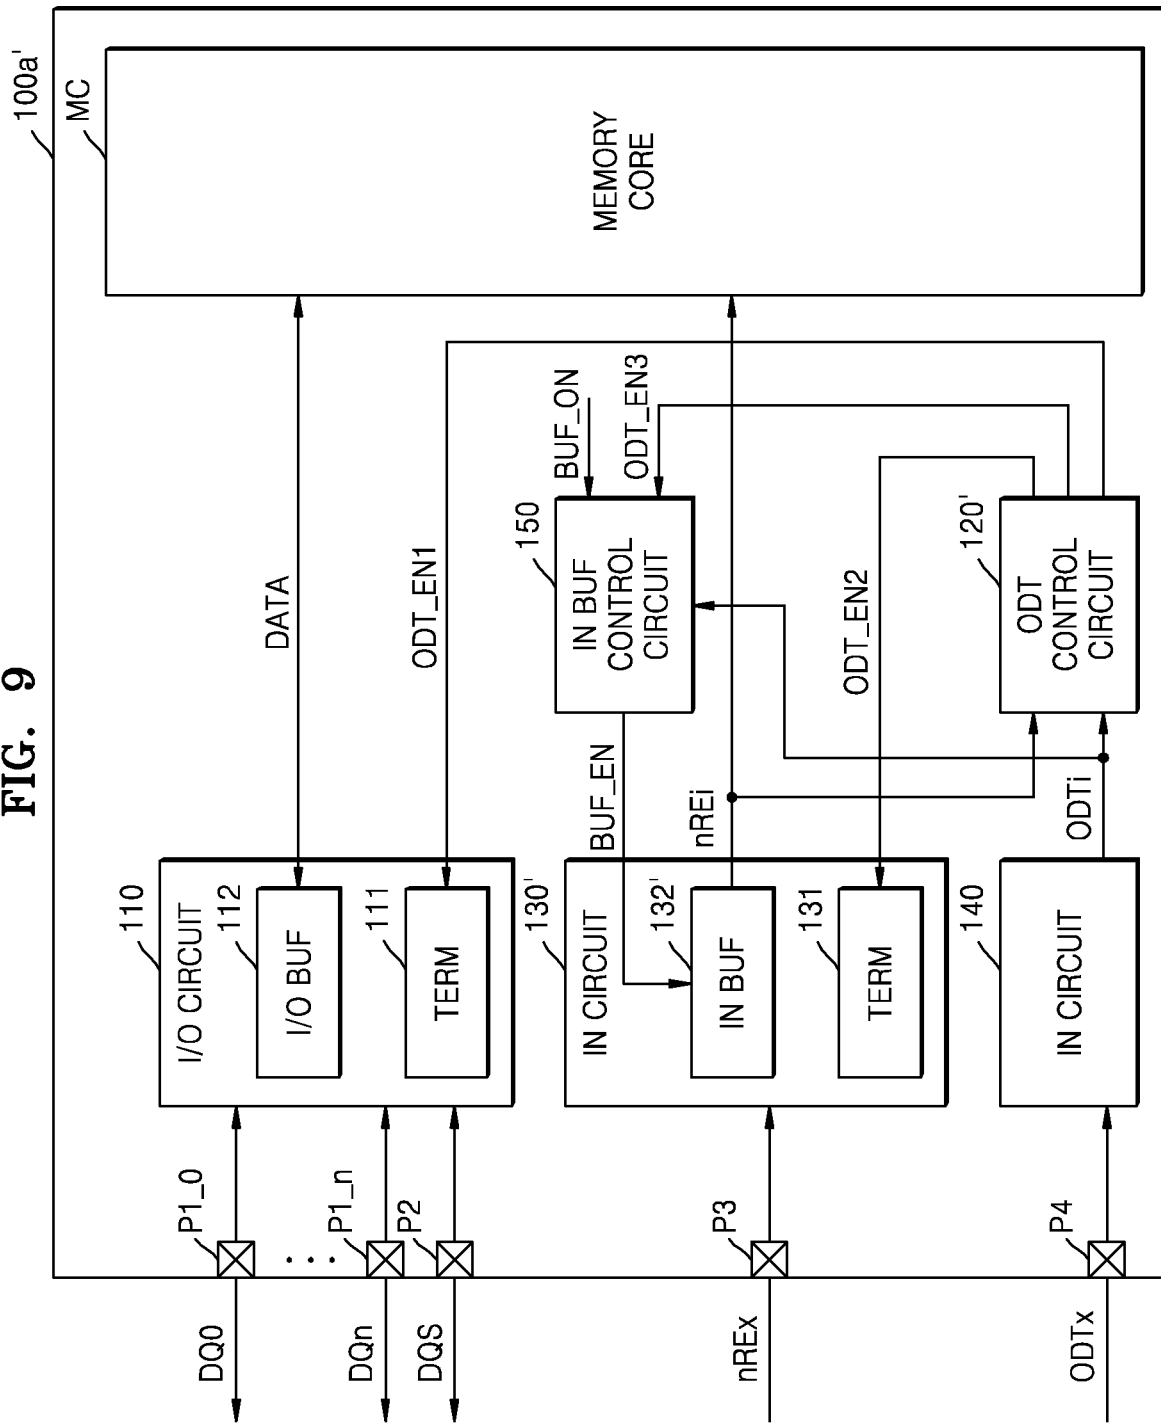 FIG. 9
100a'
MC
MEMORY
CORE
DATA
ODT_EN1
BUF_ON
ODT_EN3
150
IN BUF
CONTROL
CIRCUIT
120'
ODT
CONTROL
CIRCUIT
ODT_EN2
BUF_EN
nREi
ODTi
110
I/O CIRCUIT
112
I/O BUF
111
TERM
130'
IN CIRCUIT
132'
IN BUF
131
TERM
140
IN CIRCUIT
P1_0
. . .
P1_n
P2
P3
P4
DQ0
DQn
DQS
nREx
ODTx